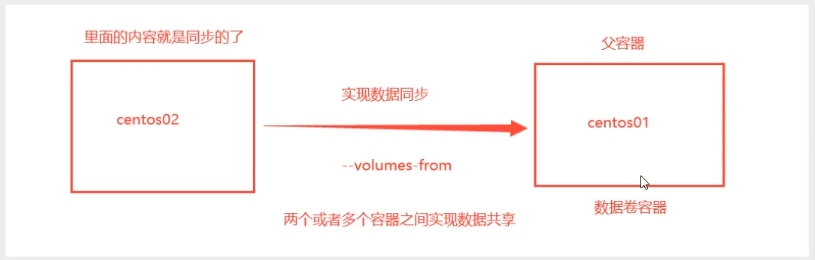 里面的内容就是同步的了
父容器
实现数据同步
centos02
centos01
--volumes-from
数据卷容器
两个或者多个容器之间实现数据共享